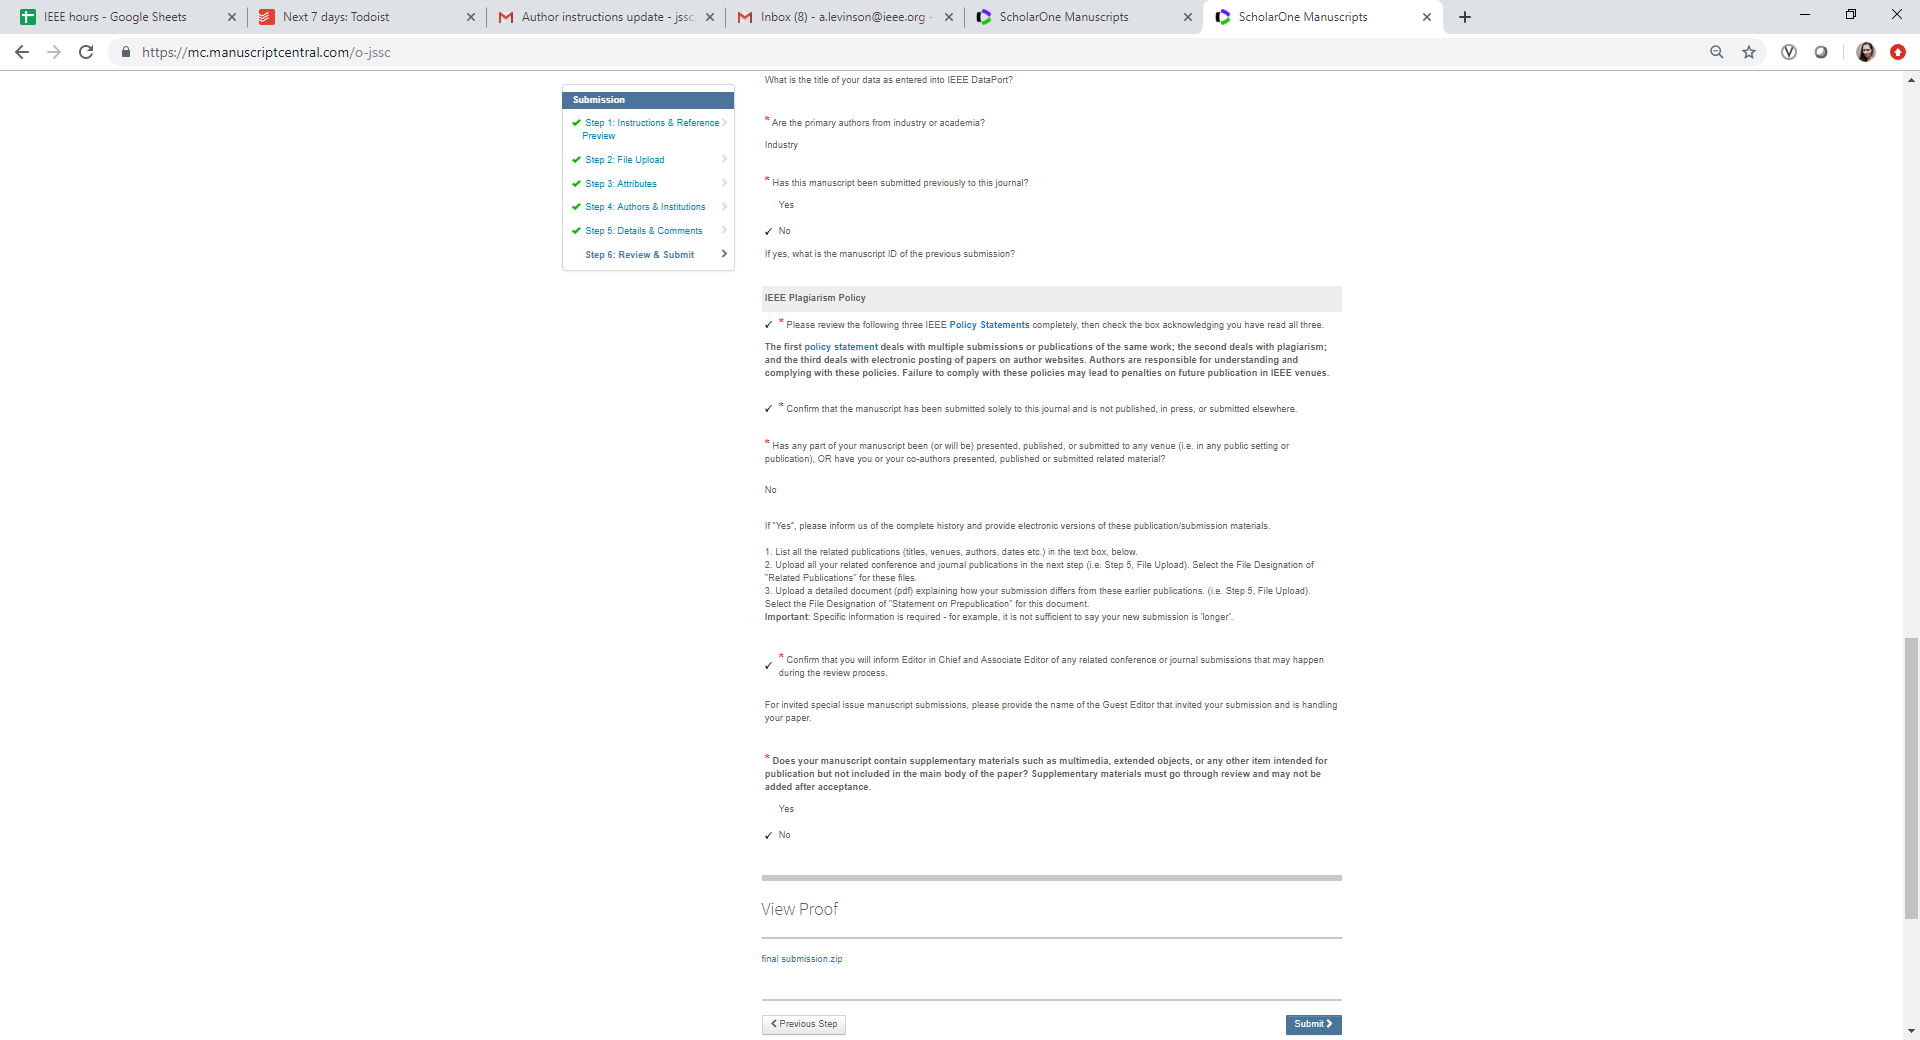 IEEE hours - Google Sheets
Next 7 days: Todoist
Author instructions update - jssc
Inbox (8) - a.levinson@ieee.org -
ScholarOne Manuscripts
ScholarOne Manuscripts
https://mc.manuscriptcentral.com/o-jssc
Submission
Step 1: Instructions & Reference
Preview
Step 2: File Upload
Step 3: Attributes
Step 4: Authors & Institutions
Step 5: Details & Comments
Step 6: Review & Submit
What is the title of your data as entered into IEEE DataPort?
* Are the primary authors from industry or academia?
Industry
* Has this manuscript been submitted previously to this journal?
Yes
✓ No
If yes, what is the manuscript ID of the previous submission?
IEEE Plagiarism Policy
✓ * Please review the following three IEEE Policy Statements completely, then check the box acknowledging you have read all three.
The first policy statement deals with multiple submissions or publications of the same work; the second deals with plagiarism;
and the third deals with electronic posting of papers on author websites. Authors are responsible for understanding and
complying with these policies. Failure to comply with these policies may lead to penalties on future publication in IEEE venues.
✓ * Confirm that the manuscript has been submitted solely to this journal and is not published, in press, or submitted elsewhere.
* Has any part of your manuscript been (or will be) presented, published, or submitted to any venue (i.e. in any public setting or
publication), OR have you or your co-authors presented, published or submitted related material?
No
If "Yes", please inform us of the complete history and provide electronic versions of these publication/submission materials.
1. List all the related publications (titles, venues, authors, dates etc.) in the text box, below.
2. Upload all your related conference and journal publications in the next step (i.e. Step 5, File Upload). Select the File Designation of
"Related Publications" for these files.
3. Upload a detailed document (pdf) explaining how your submission differs from these earlier publications. (i.e. Step 5, File Upload).
Select the File Designation of "Statement on Prepublication" for this document.
Important: Specific information is required - for example, it is not sufficient to say your new submission is 'longer'.
✓ * Confirm that you will inform Editor in Chief and Associate Editor of any related conference or journal submissions that may happen
during the review process.
For invited special issue manuscript submissions, please provide the name of the Guest Editor that invited your submission and is handling
your paper.
* Does your manuscript contain supplementary materials such as multimedia, extended objects, or any other item intended for
publication but not included in the main body of the paper? Supplementary materials must go through review and may not be
added after acceptance.
Yes
✓ No
View Proof
final submission.zip
Previous Step
Submit